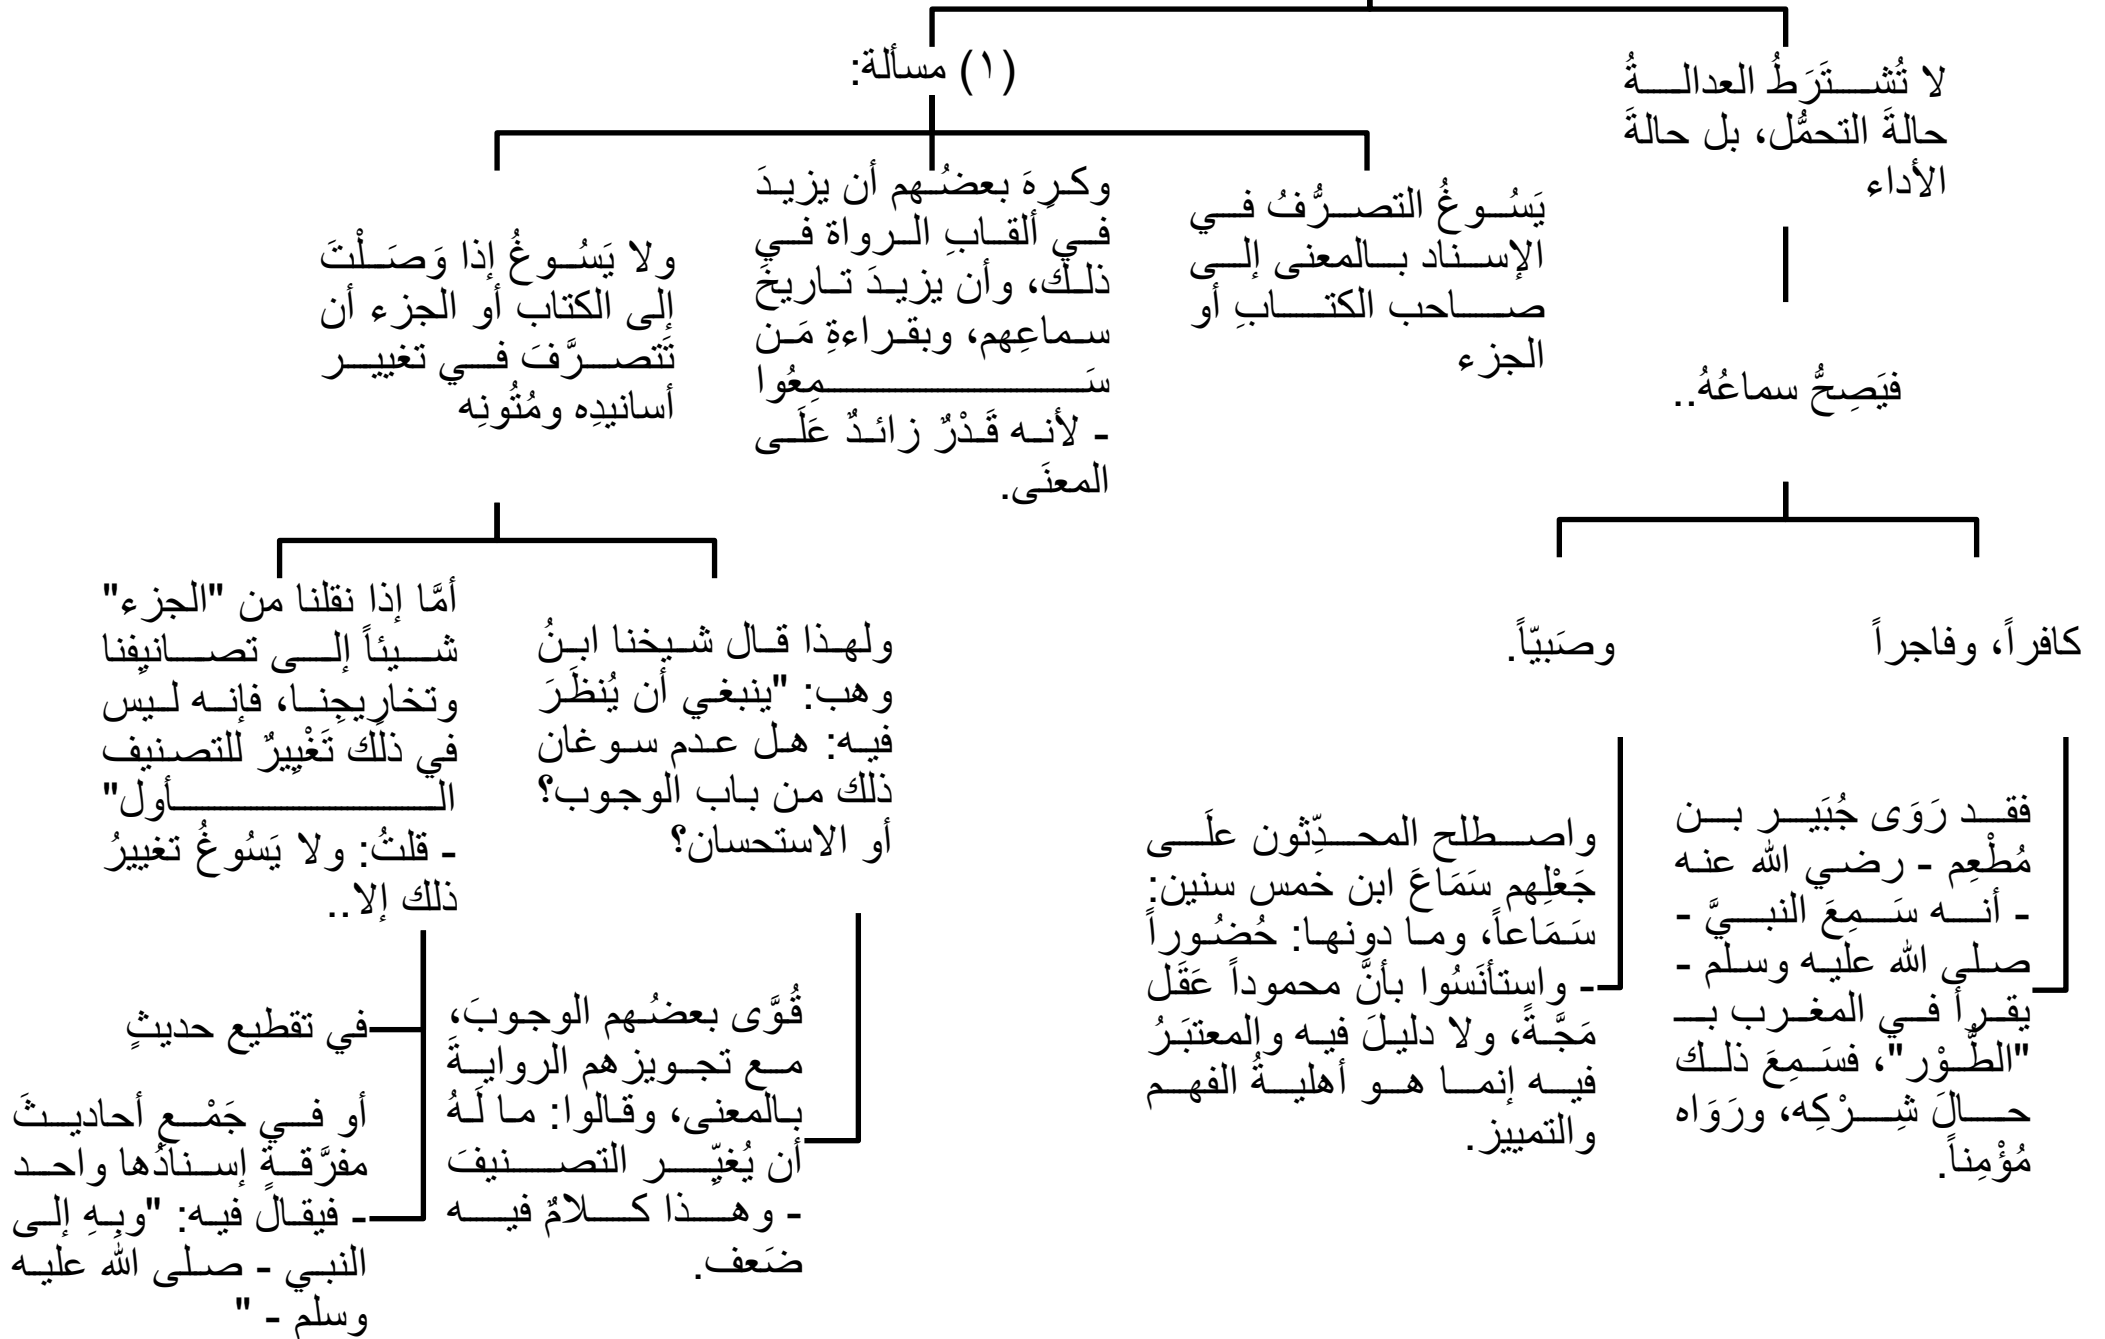 لا تُشتَرَطُ العدالةُ
حالةَ التحمُّل، بل حالةَ
الأداء
فيَصِحُّ سماعُهُ..
كافراً، وفاجراً
فقد رَوَى جُبَير بن
مُطْعِم - رضي الله عنه
- أنه سَمِعَ النبيَّ -
صلى الله عليه وسلم -
يقرأ في المغرب بـ
"الطُّوْر"، فسَمِعَ ذلك
حالَ شِرْكِه، ورَوَاه
مُؤْمِناً.
وصَبيّاً.
واصطلح المحدِّثون علَى
جَعْلِهم سَمَاعَ ابن خمس سنين:
سَمَاعاً، وما دونها: حُضُوراً
- واستأنَسُوا بأنَّ محموداً عَقَل
مَجَّةً، ولا دليلَ فيه والمعتبَرُ
فيه إنما هو أهليةُ الفهم
والتمييز.
(١) مسألة:
يَسُوغُ التصرُّفُ في
الإسناد بالمعنى إلى
صاحب الكتابِ أو
الجزء
وكرِهَ بعضُهم أن يزيدَ
في ألقابِ الرواة في
ذلك، وأن يزيدَ تاريخَ
سماعِهم، وبقراءةِ مَن
سَمِعُوا
- لأنه قَدْرٌ زائدٌ عَلَى
المعنَى.
ولا يَسُوغُ إذا وَصَلْتَ
إلى الكتاب أو الجزء أن
تَتصرَّفَ في تغيير
أسانيدِه ومُتُونِه
ولهذا قال شيخنا ابنُ
وهب: "ينبغي أن يُنظَرَ
فيه: هل عدم سوغان
ذلك من باب الوجوب؟
أو الاستحسان؟
قُوَّى بعضُهم الوجوبَ،
مع تجويزهم الروايةَ
بالمعنى، وقالوا: ما لَهُ
أن يُغيِّر التصنيفَ
- وهذا كلامٌ فيه
ضَعف.
أمَّا إذا نقلنا من "الجزء"
شيئاً إلى تصانيفنا
وتخاريجِنا، فإنه ليس
في ذلك تَغْيِيرٌ للتصنيف
الأول"
- قلتُ: ولا يَسُوغُ تغييرُ
ذلك إلا..
في تقطيع حديثٍ
أو في جَمْعِ أحاديثَ
مفرَّقةٍ إسنادُها واحد
- فيقال فيه: "وبِهِ إلى
النبي - صلى الله عليه
وسلم - "